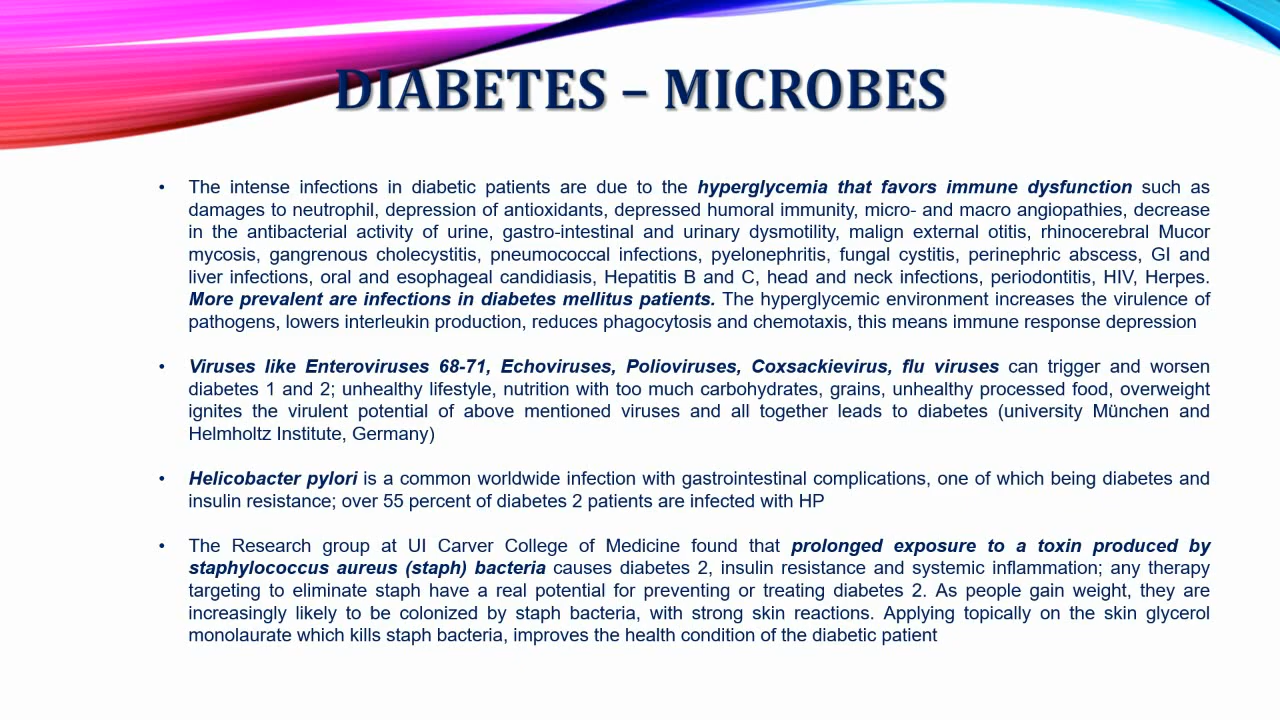 DIABETES – MICROBES
• The intense infections in diabetic patients are due to the hyperglycemia that favors immune dysfunction such as
damages to neutrophil, depression of antioxidants, depressed humoral immunity, micro- and macro angiopathies, decrease
in the antibacterial activity of urine, gastro-intestinal and urinary dysmotility, malign external otitis, rhinocerebral Mucor
mycosis, gangrenous cholecystitis, pneumococcal infections, pyelonephritis, fungal cystitis, perinephric abscess, GI and
liver infections, oral and esophageal candidiasis, Hepatitis B and C, head and neck infections, periodontitis, HIV, Herpes.
More prevalent are infections in diabetes mellitus patients. The hyperglycemic environment increases the virulence of
pathogens, lowers interleukin production, reduces phagocytosis and chemotaxis, this means immune response depression
• Viruses like Enteroviruses 68-71, Echoviruses, Polioviruses, Coxsackievirus, flu viruses can trigger and worsen
diabetes 1 and 2; unhealthy lifestyle, nutrition with too much carbohydrates, grains, unhealthy processed food, overweight
ignites the virulent potential of above mentioned viruses and all together leads to diabetes (university München and
Helmholtz Institute, Germany)
• Helicobacter pylori is a common worldwide infection with gastrointestinal complications, one of which being diabetes and
insulin resistance; over 55 percent of diabetes 2 patients are infected with HP
• The Research group at UI Carver College of Medicine found that prolonged exposure to a toxin produced by
staphylococcus aureus (staph) bacteria causes diabetes 2, insulin resistance and systemic inflammation; any therapy
targeting to eliminate staph have a real potential for preventing or treating diabetes 2. As people gain weight, they are
increasingly likely to be colonized by staph bacteria, with strong skin reactions. Applying topically on the skin glycerol
monolaurate which kills staph bacteria, improves the health condition of the diabetic patient